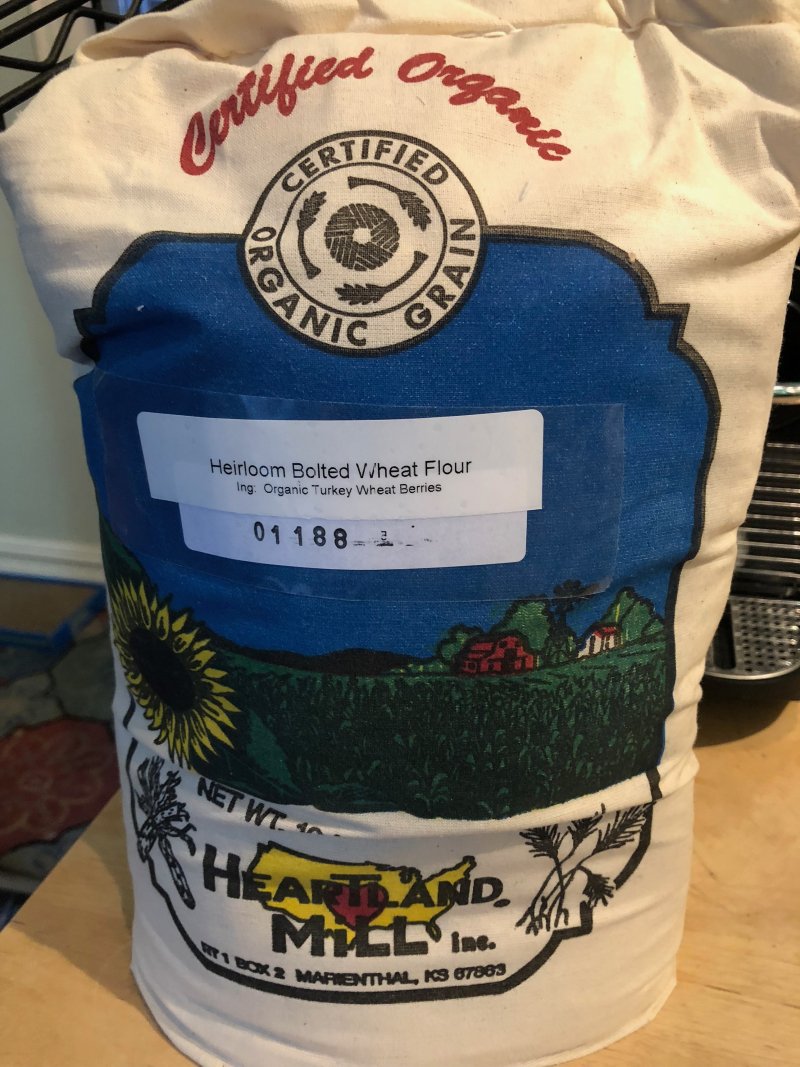 Certified Organic
CERTIFIED
ORGANIC GRAIN
Heirloom Bolted Wheat Flour
Ing: Organic Turkey Wheat Berries
01188
NET WT.
HEARTLAND
MILL inc.
RT 1 BOX 2 MARIENTHAL, KS 67863